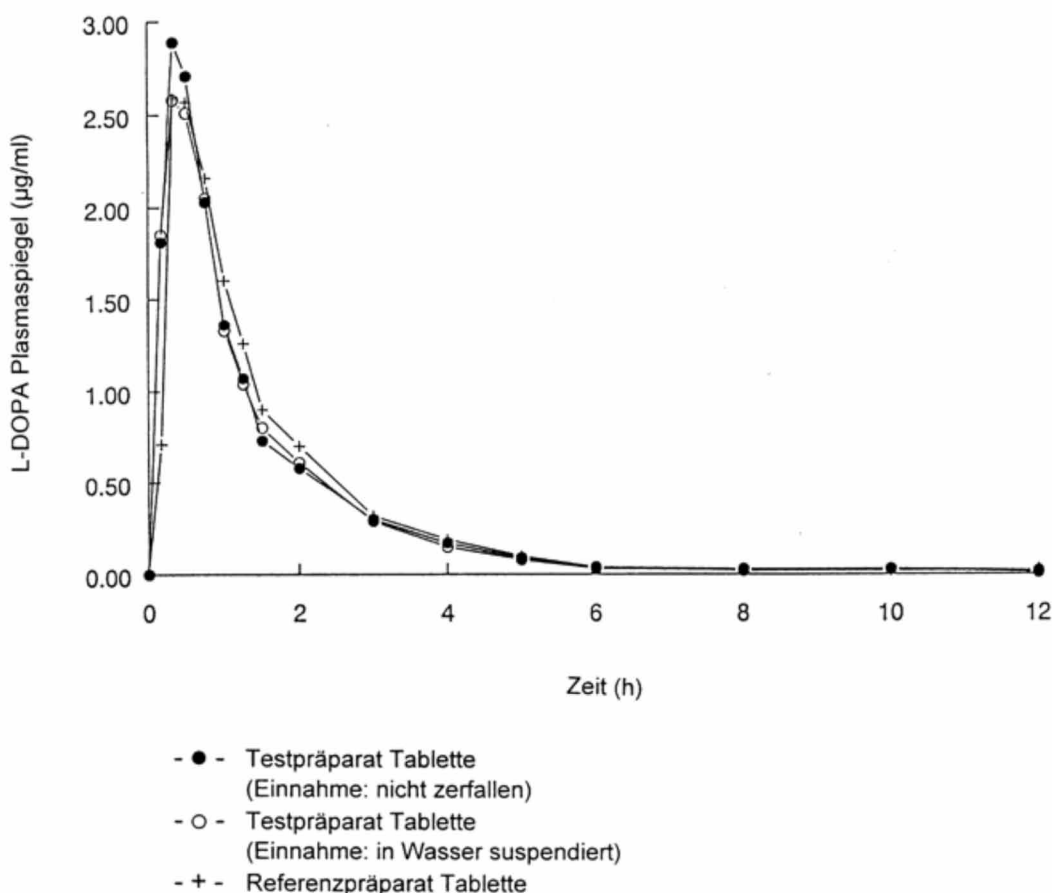 3.00
2.50
2.00
1.50
1.00
0.50
0.00
L-DOPA Plasmaspiegel (µg/ml)
0 2 4 6 8 10 12
Zeit (h)
- ● - Testpräparat Tablette
(Einnahme: nicht zerfallen)
- ○ - Testpräparat Tablette
(Einnahme: in Wasser suspendiert)
- + - Referenzpräparat Tablette